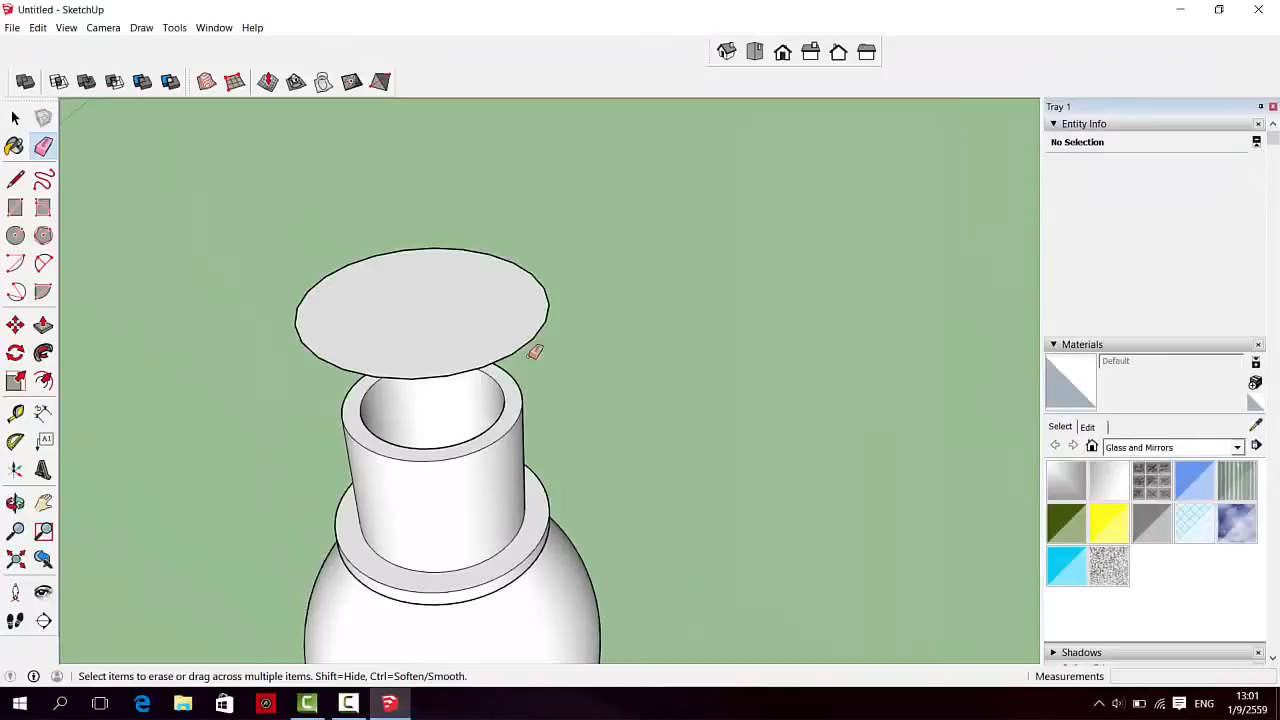 Untitled - SketchUp
File Edit View Camera Draw Tools Window Help
Tray 1
Entity Info
No Selection
Materials
Default
Select Edit
Glass and Mirrors
Shadows
Select items to erase or drag across multiple items. Shift=Hide, Ctrl=Soften/Smooth.
Measurements
ENG
13:01
1/9/2559